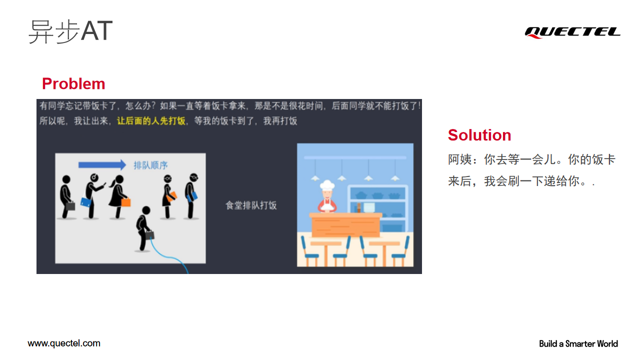 异步AT
QUECTEL
Problem
有同学忘记带饭卡了，怎么办？如果一直等着饭卡拿来，那是不是很花时间，后面同学就不能打饭了！
所以呢，我让出来，让后面的人先打饭，等我的饭卡到了，我再打饭
排队顺序
食堂排队打饭
Solution
阿姨：你去等一会儿。你的饭卡
来后，我会刷一下递给你。.
www.quectel.com
Build a Smarter World